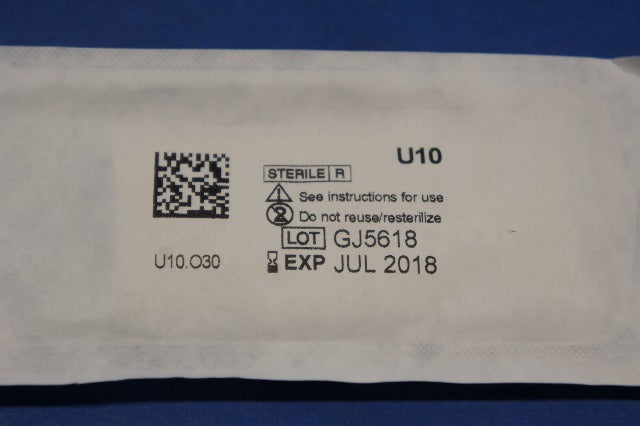 U10
STERILE R
See instructions for use
Do not reuse/resterilize
LOT GJ5618
EXP JUL 2018
U10.O30